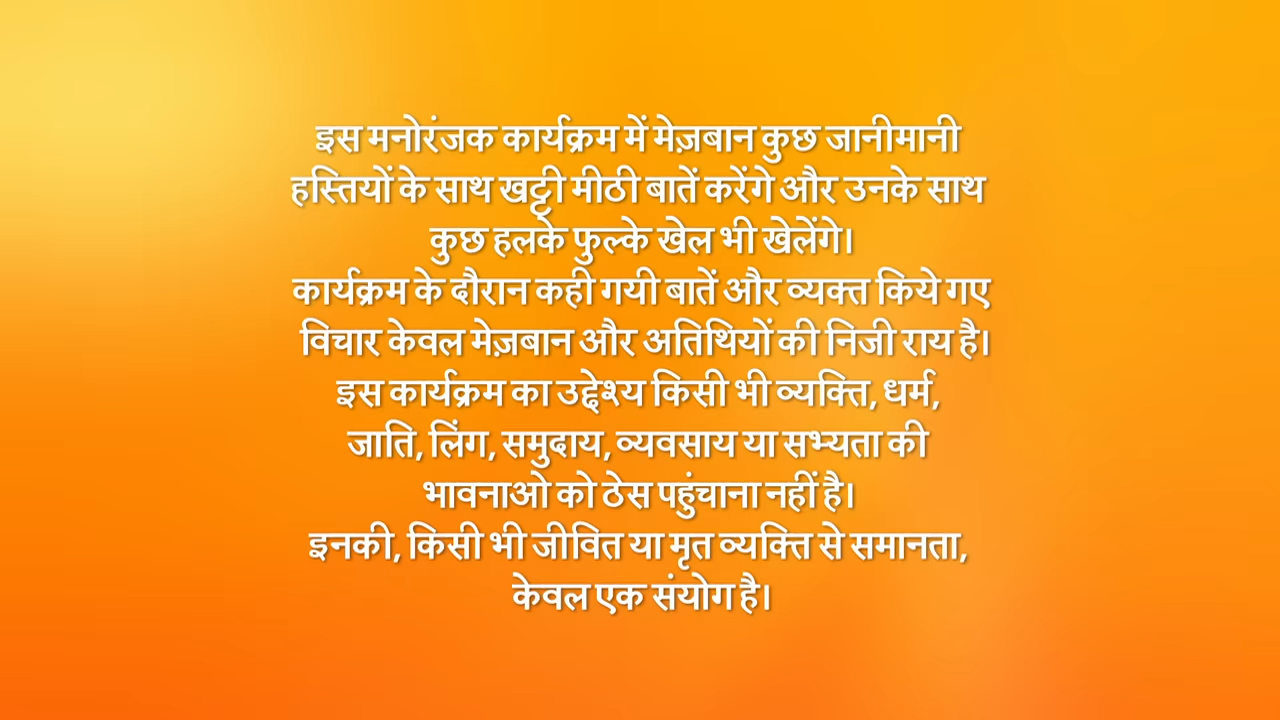 इस मनोरंजक कार्यक्रम में मेज़बान कुछ जानीमानी
हस्तियों के साथ खट्टी मीठी बातें करेंगे और उनके साथ
कुछ हलके फुल्के खेल भी खेलेंगे।
कार्यक्रम के दौरान कही गयी बातें और व्यक्त किये गए
विचार केवल मेज़बान और अतिथियों की निजी राय है।
इस कार्यक्रम का उद्देश्य किसी भी व्यक्ति, धर्म,
जाति, लिंग, समुदाय, व्यवसाय या सभ्यता की
भावनाओ को ठेस पहुंचाना नहीं है।
इनकी, किसी भी जीवित या मृत व्यक्ति से समानता,
केवल एक संयोग है।